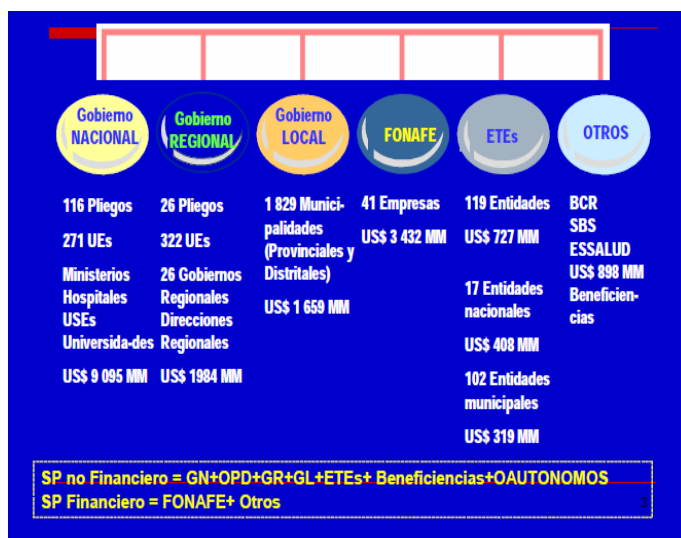 Gobierno
NACIONAL
Gobierno
REGIONAL
Gobierno
LOCAL
FONAFE
ETEs
OTROS
116 Pliegos
271 UEs
Ministerios
Hospitales
USEs
Universida-des
US$ 9 095 MM
26 Pliegos
322 UEs
26 Gobiernos
Regionales
Direcciones
Regionales
US$ 1984 MM
1 829 Munici-
palidades
(Provinciales y
Distritales)
US$ 1 659 MM
41 Empresas
US$ 3 432 MM
119 Entidades
US$ 727 MM
17 Entidades
nacionales
US$ 408 MM
102 Entidades
municipales
US$ 319 MM
BCR
SBS
ESSALUD
US$ 898 MM
Beneficien-
cias
SP no Financiero = GN+OPD+GR+GL+ETEs+ Beneficiencias+OAUTONOMOS
SP Financiero = FONAFE+ Otros
3